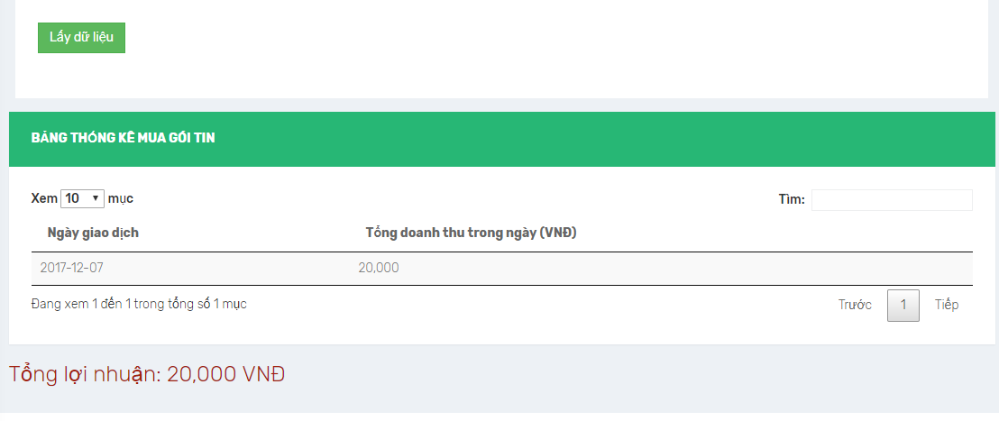 Lấy dữ liệu
BẢNG THỐNG KÊ MUA GÓI TIN
Xem 10 mục
Tìm:
Ngày giao dịch Tổng doanh thu trong ngày (VNĐ)
2017-12-07 20,000
Đang xem 1 đến 1 trong tổng số 1 mục
Trước 1 Tiếp
Tổng lợi nhuận: 20,000 VNĐ